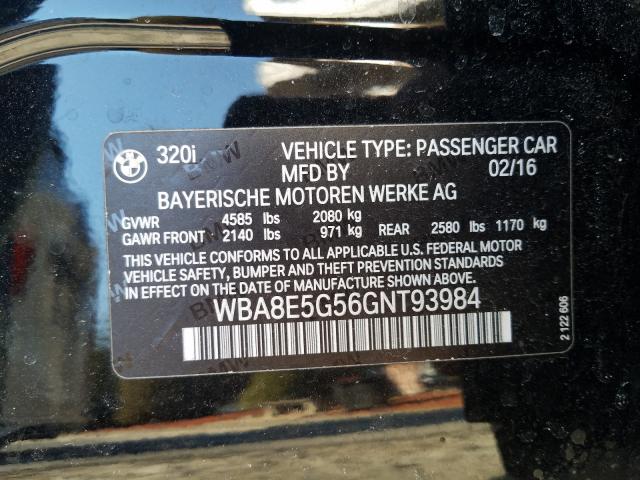 320i VEHICLE TYPE: PASSENGER CAR
MFD BY 02/16
BAYERISCHE MOTOREN WERKE AG
GVWR 4585 lbs 2080 kg
GAWR FRONT 2140 lbs 971 kg REAR 2580 lbs 1170 kg
THIS VEHICLE CONFORMS TO ALL APPLICABLE U.S. FEDERAL MOTOR
VEHICLE SAFETY, BUMPER AND THEFT PREVENTION STANDARDS
IN EFFECT ON THE DATE OF MANUFACTURE SHOWN ABOVE.
WBA8E5G56GNT93984
2 122 606